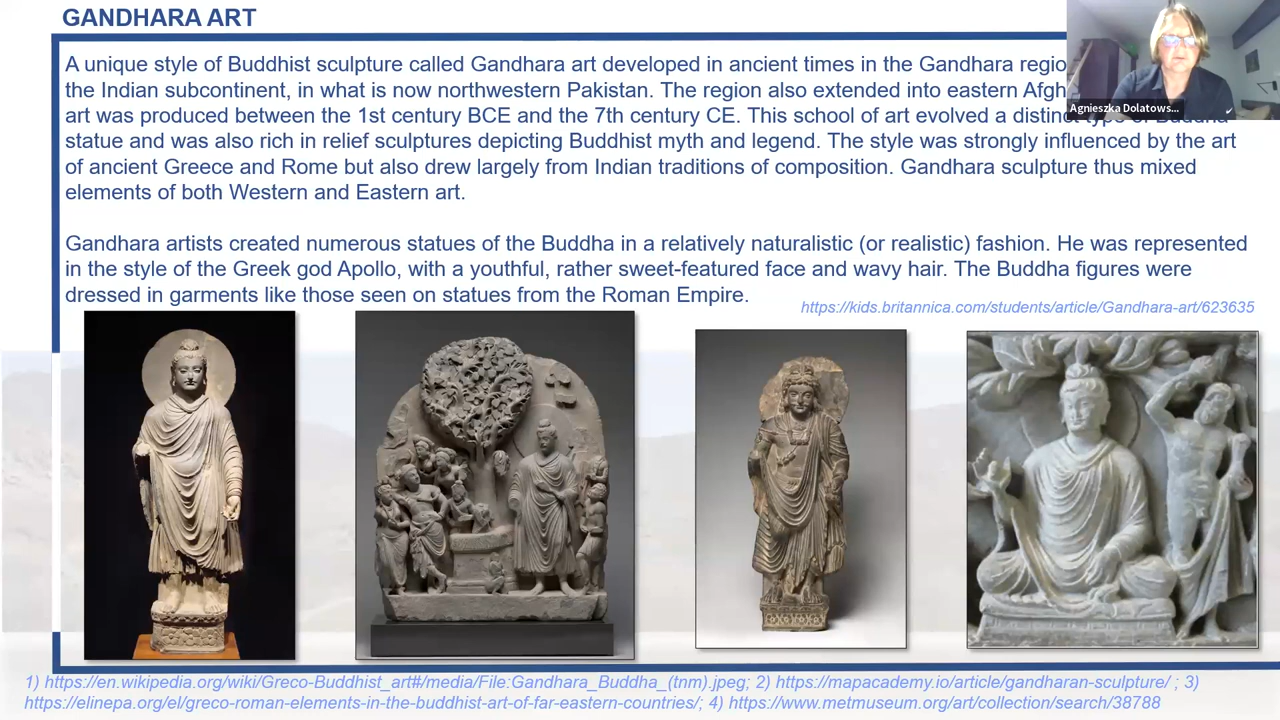 GANDHARA ART
A unique style of Buddhist sculpture called Gandhara art developed in ancient times in the Gandhara
the Indian subcontinent, in what is now northwestern Pakistan. The region also extended into eastern
art was produced between the 1st century BCE and the 7th century CE. This school of art evolved a distinct type of Buddha
statue and was also rich in relief sculptures depicting Buddhist myth and legend. The style was strongly influenced by the art
of ancient Greece and Rome but also drew largely from Indian traditions of composition. Gandhara sculpture thus mixed
elements of both Western and Eastern art.
Gandhara artists created numerous statues of the Buddha in a relatively naturalistic (or realistic) fashion. He was represented
in the style of the Greek god Apollo, with a youthful, rather sweet-featured face and wavy hair. The Buddha figures were
dressed in garments like those seen on statues from the Roman Empire.
https://kids.britannica.com/students/article/Gandhara-art/623635
Agnieszka Dolatows...
1) https://en.wikipedia.org/wiki/Greco-Buddhist_art#/media/File:Gandhara_Buddha_(tnm).jpeg; 2) https://mapacademy.io/article/gandharan-sculpture/ ; 3)
https://elinepa.org/el/greco-roman-elements-in-the-buddhist-art-of-far-eastern-countries/; 4) https://www.metmuseum.org/art/collection/search/38788